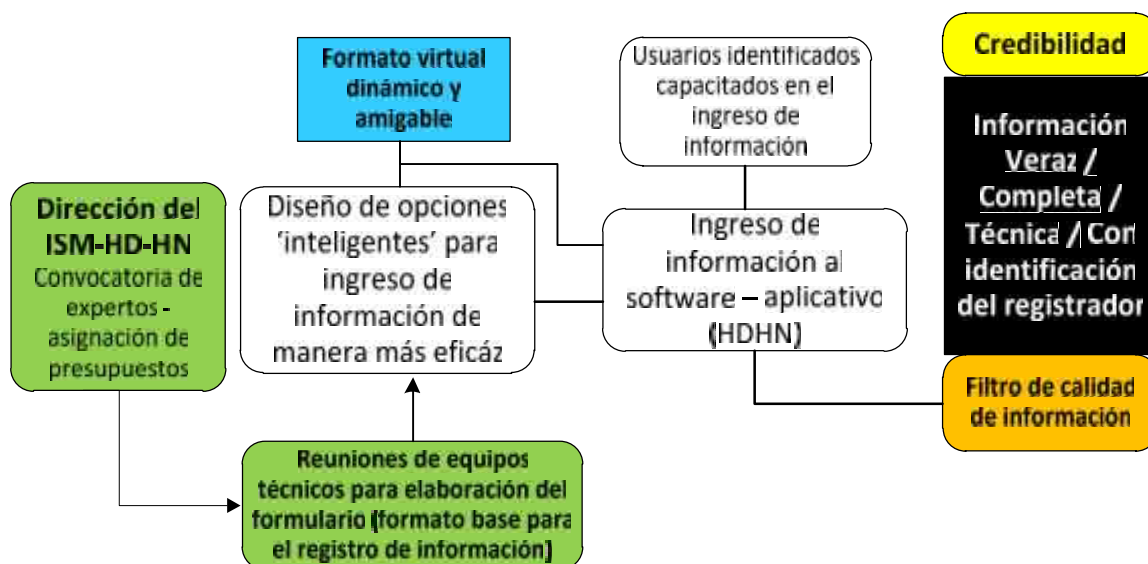 Formato virtual
dinámico y
amigable
Usuarios identificados
capacitados en el
ingreso de
información
Credibilidad
Información
Veraz /
Completa /
Técnica / Con
identificación
del registrador
Dirección del
ISM-HD-HN
Convocatoria de
expertos -
asignación de
presupuestos
Diseño de opciones
'inteligentes' para
ingreso de
información de
manera más eficáz
Ingreso de
información al
software – aplicativo
(HDHN)
Filtro de calidad
de información
Reuniones de equipos
técnicos para elaboración del
formulario (formato base para
el registro de información)